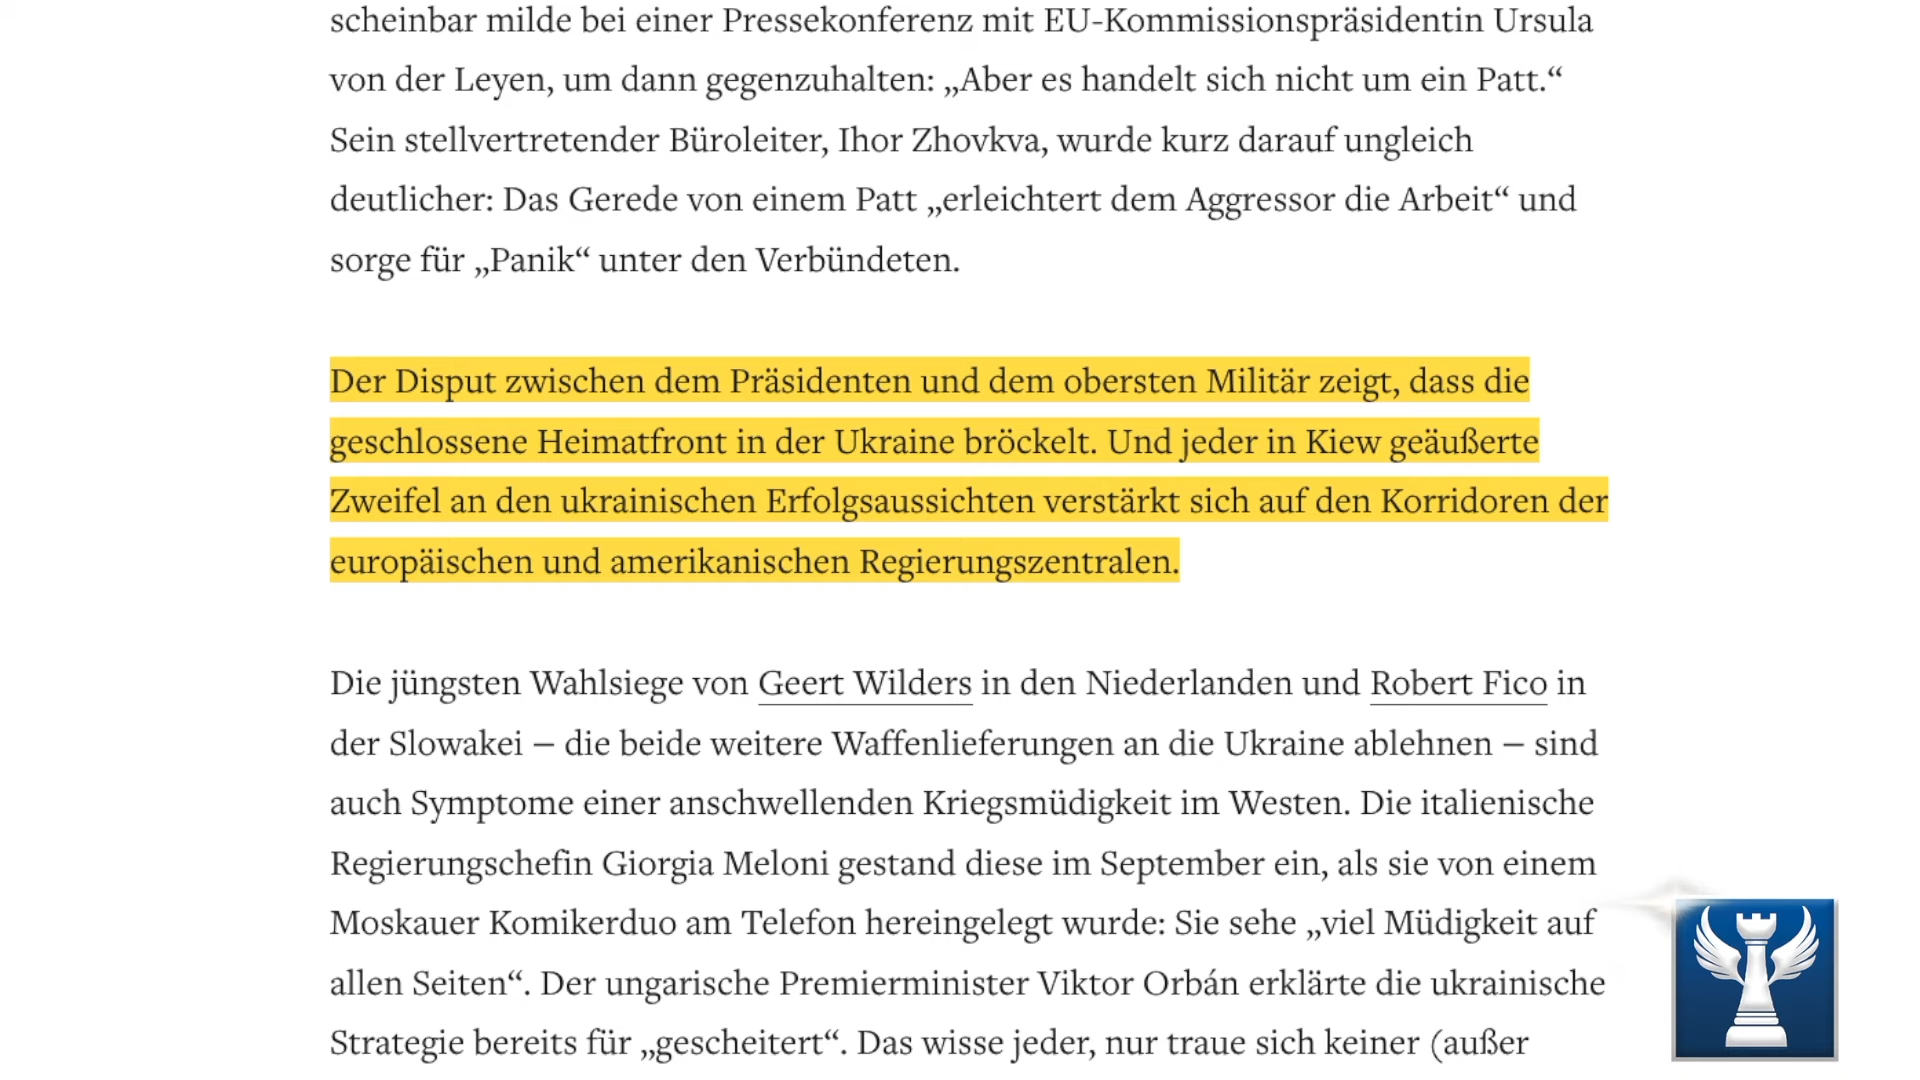 scheinbar milde bei einer Pressekonferenz mit EU-Kommissionspräsidentin Ursula
von der Leyen, um dann gegenzuhalten: „Aber es handelt sich nicht um ein Patt.“
Sein stellvertretender Büroleiter, Ihor Zhovkva, wurde kurz darauf ungleich
deutlicher: Das Gerede von einem Patt „erleichtert dem Aggressor die Arbeit“ und
sorge für „Panik“ unter den Verbündeten.
Der Disput zwischen dem Präsidenten und dem obersten Militär zeigt, dass die
geschlossene Heimatfront in der Ukraine bröckelt. Und jeder in Kiew geäußerte
Zweifel an den ukrainischen Erfolgsaussichten verstärkt sich auf den Korridoren der
europäischen und amerikanischen Regierungszentralen.
Die jüngsten Wahlsiege von Geert Wilders in den Niederlanden und Robert Fico in
der Slowakei – die beide weitere Waffenlieferungen an die Ukraine ablehnen – sind
auch Symptome einer anschwellenden Kriegsmüdigkeit im Westen. Die italienische
Regierungschefin Giorgia Meloni gestand diese im September ein, als sie von einem
Moskauer Komikerduo am Telefon hereingelegt wurde: Sie sehe „viel Müdigkeit auf
allen Seiten“. Der ungarische Premierminister Viktor Orbán erklärte die ukrainische
Strategie bereits für „gescheitert“. Das wisse jeder, nur traue sich keiner (außer